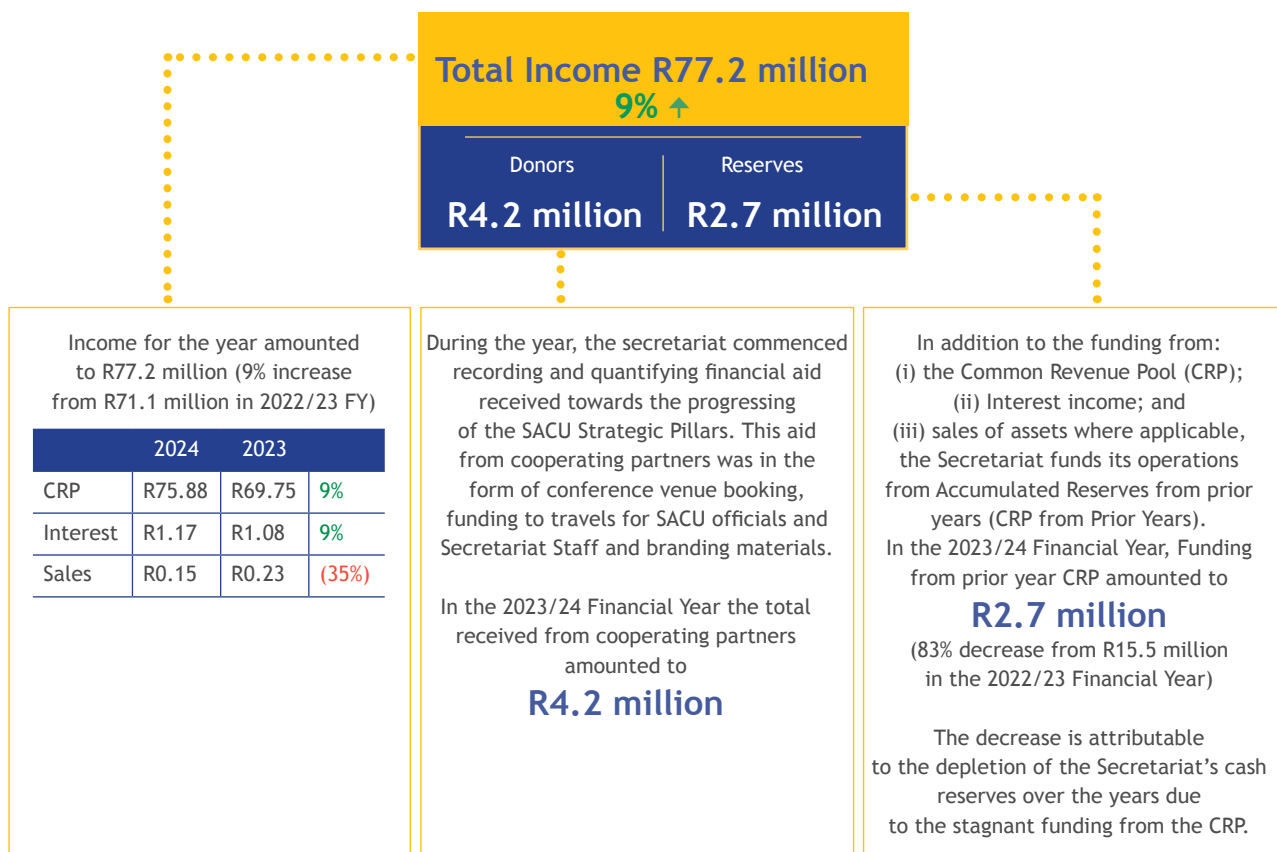 Total Income R77.2 million
9%
Donors
R4.2 million
Reserves
R2.7 million
Income for the year amounted
to R77.2 million (9% increase
from R71.1 million in 2022/23 FY)
2024 2023
CRP R75.88 R69.75 9%
Interest R1.17 R1.08 9%
Sales R0.15 R0.23 (35%)
During the year, the secretariat commenced
recording and quantifying financial aid
received towards the progressing
of the SACU Strategic Pillars. This aid
from cooperating partners was in the
form of conference venue booking,
funding to travels for SACU officials and
Secretariat Staff and branding materials.
In the 2023/24 Financial Year the total
received from cooperating partners
amounted to
R4.2 million
In addition to the funding from:
(i) the Common Revenue Pool (CRP);
(ii) Interest income; and
(iii) sales of assets where applicable,
the Secretariat funds its operations
from Accumulated Reserves from prior
years (CRP from Prior Years).
In the 2023/24 Financial Year, Funding
from prior year CRP amounted to
R2.7 million
(83% decrease from R15.5 million
in the 2022/23 Financial Year)
The decrease is attributable
to the depletion of the Secretariat’s cash
reserves over the years due
to the stagnant funding from the CRP.